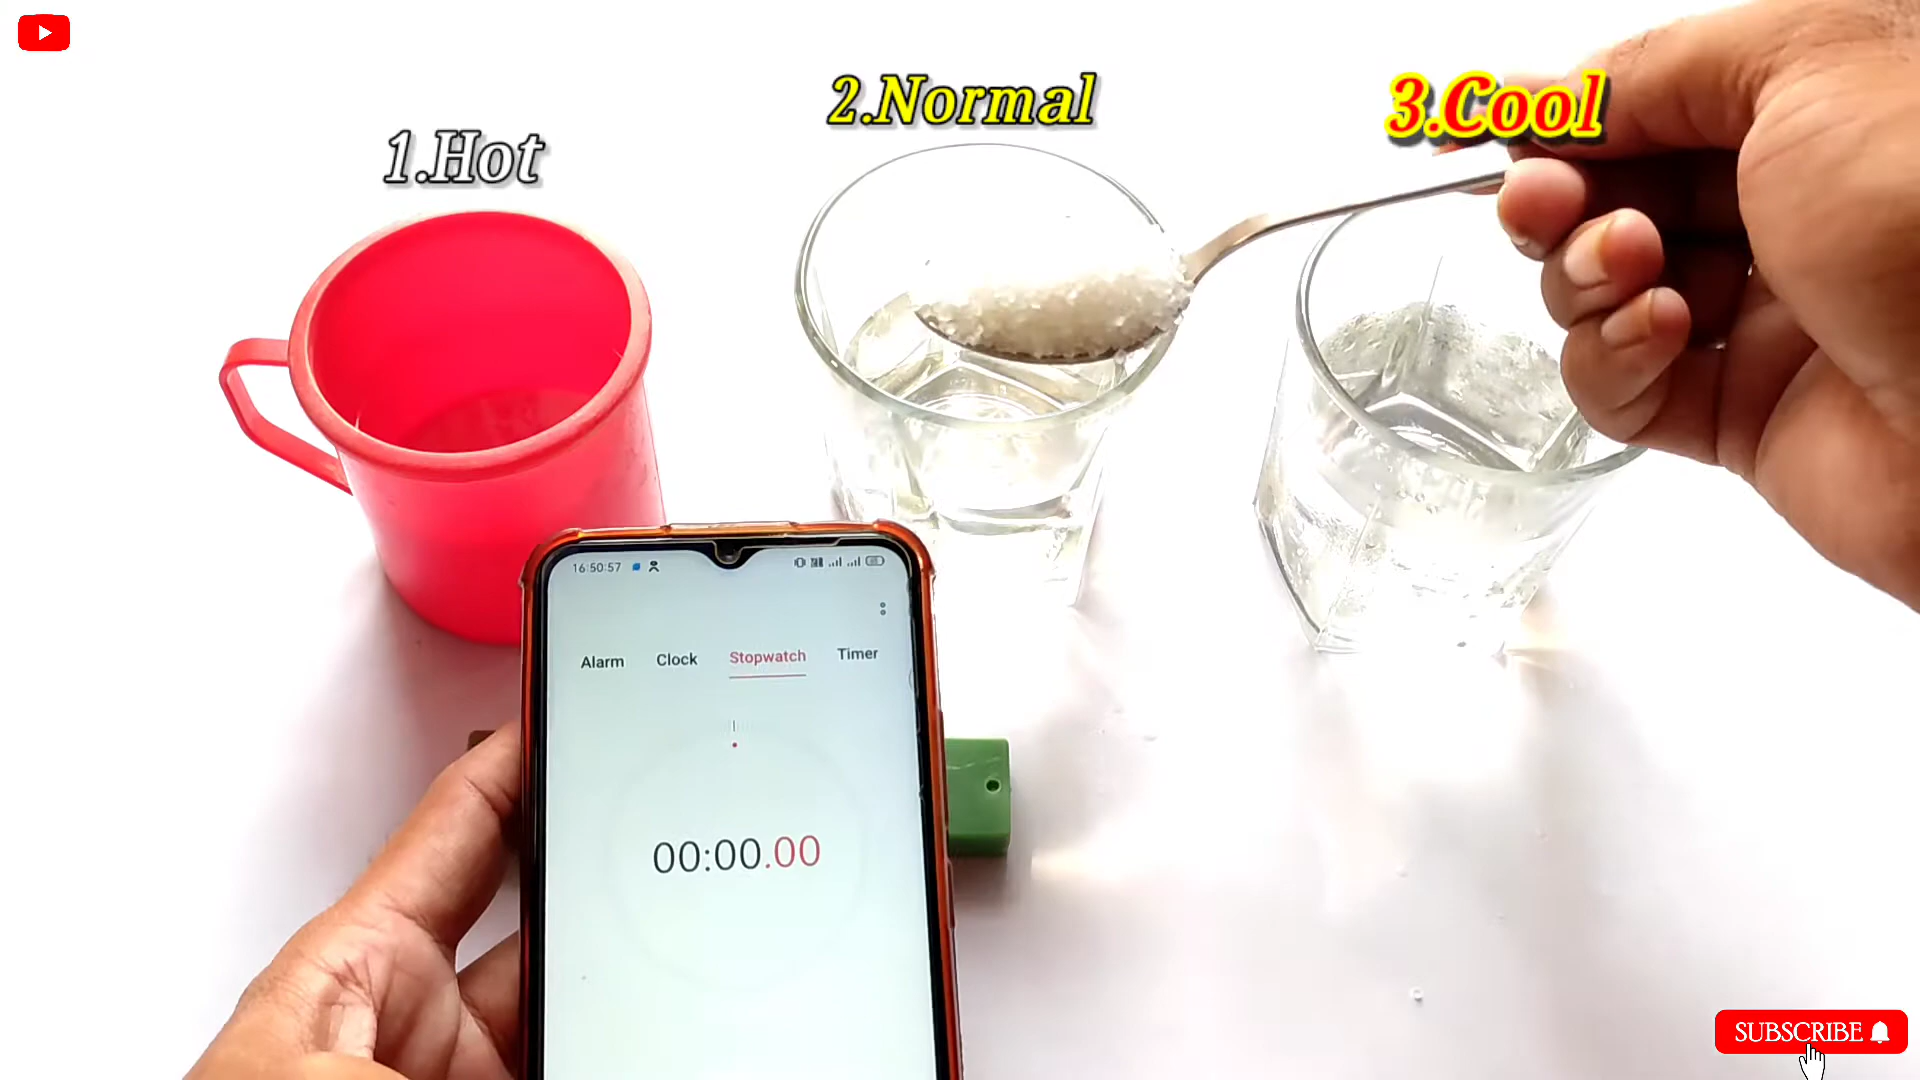 1.Hot
2.Normal
3.Cool
16:50:57
Alarm
Clock
Stopwatch
Timer
00:00.00
SUBSCRIBE